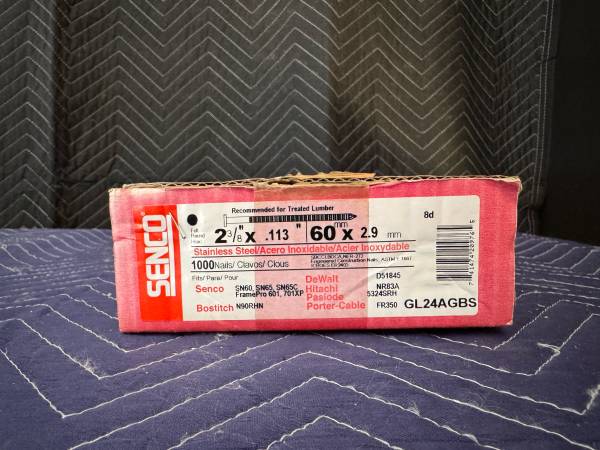 SENCO
Recommended for Treated Lumber
8d
Full Round Head
2 3/8" x .113" 60mm x 2.9 mm
Stainless Steel/Acero Inoxidable/Acier Inoxydable
1000 Nails/ Clavos/ Clous
Fits/ Para/ Pour
Senco SN60, SN65, SN65C
FramePro 601, 701XP
Bostitch N90RHN
DeWalt D51845
Hitachi NR83A
Paslode 5324SRH
Porter-Cable FR350
GL24AGBS